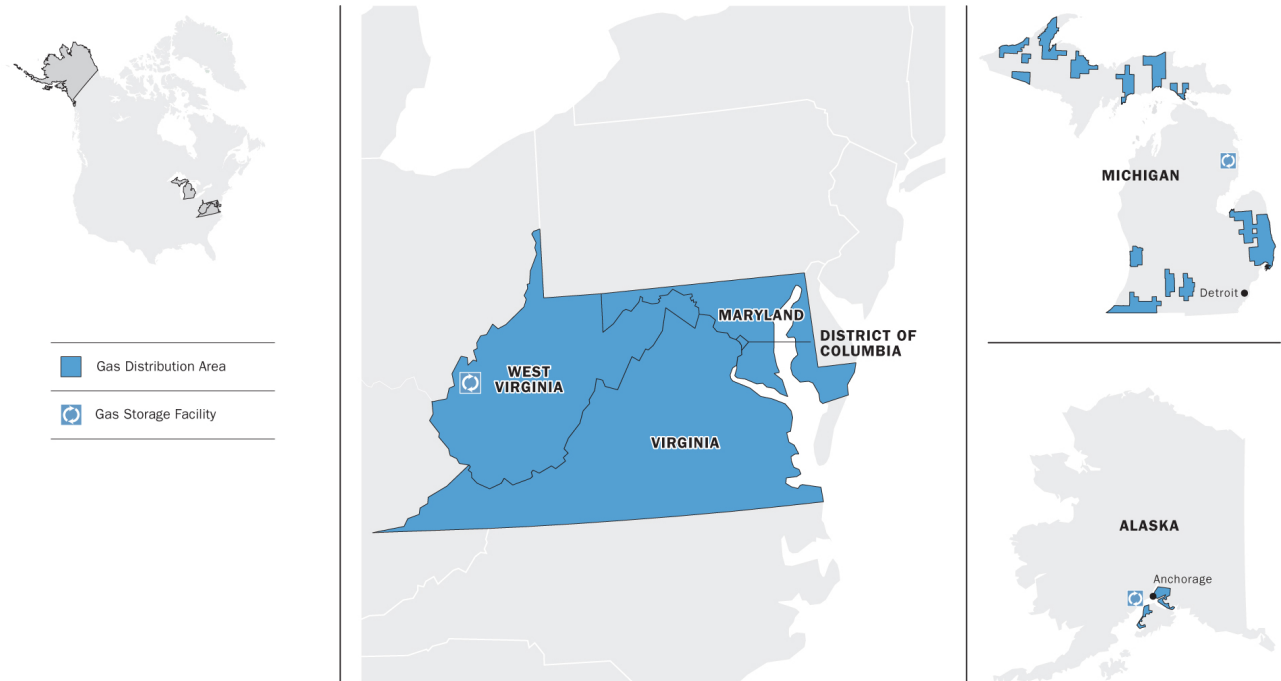 Gas Distribution Area
Gas Storage Facility
WEST
VIRGINIA
VIRGINIA
MARYLAND
DISTRICT OF
COLUMBIA
MICHIGAN
Detroit
ALASKA
Anchorage